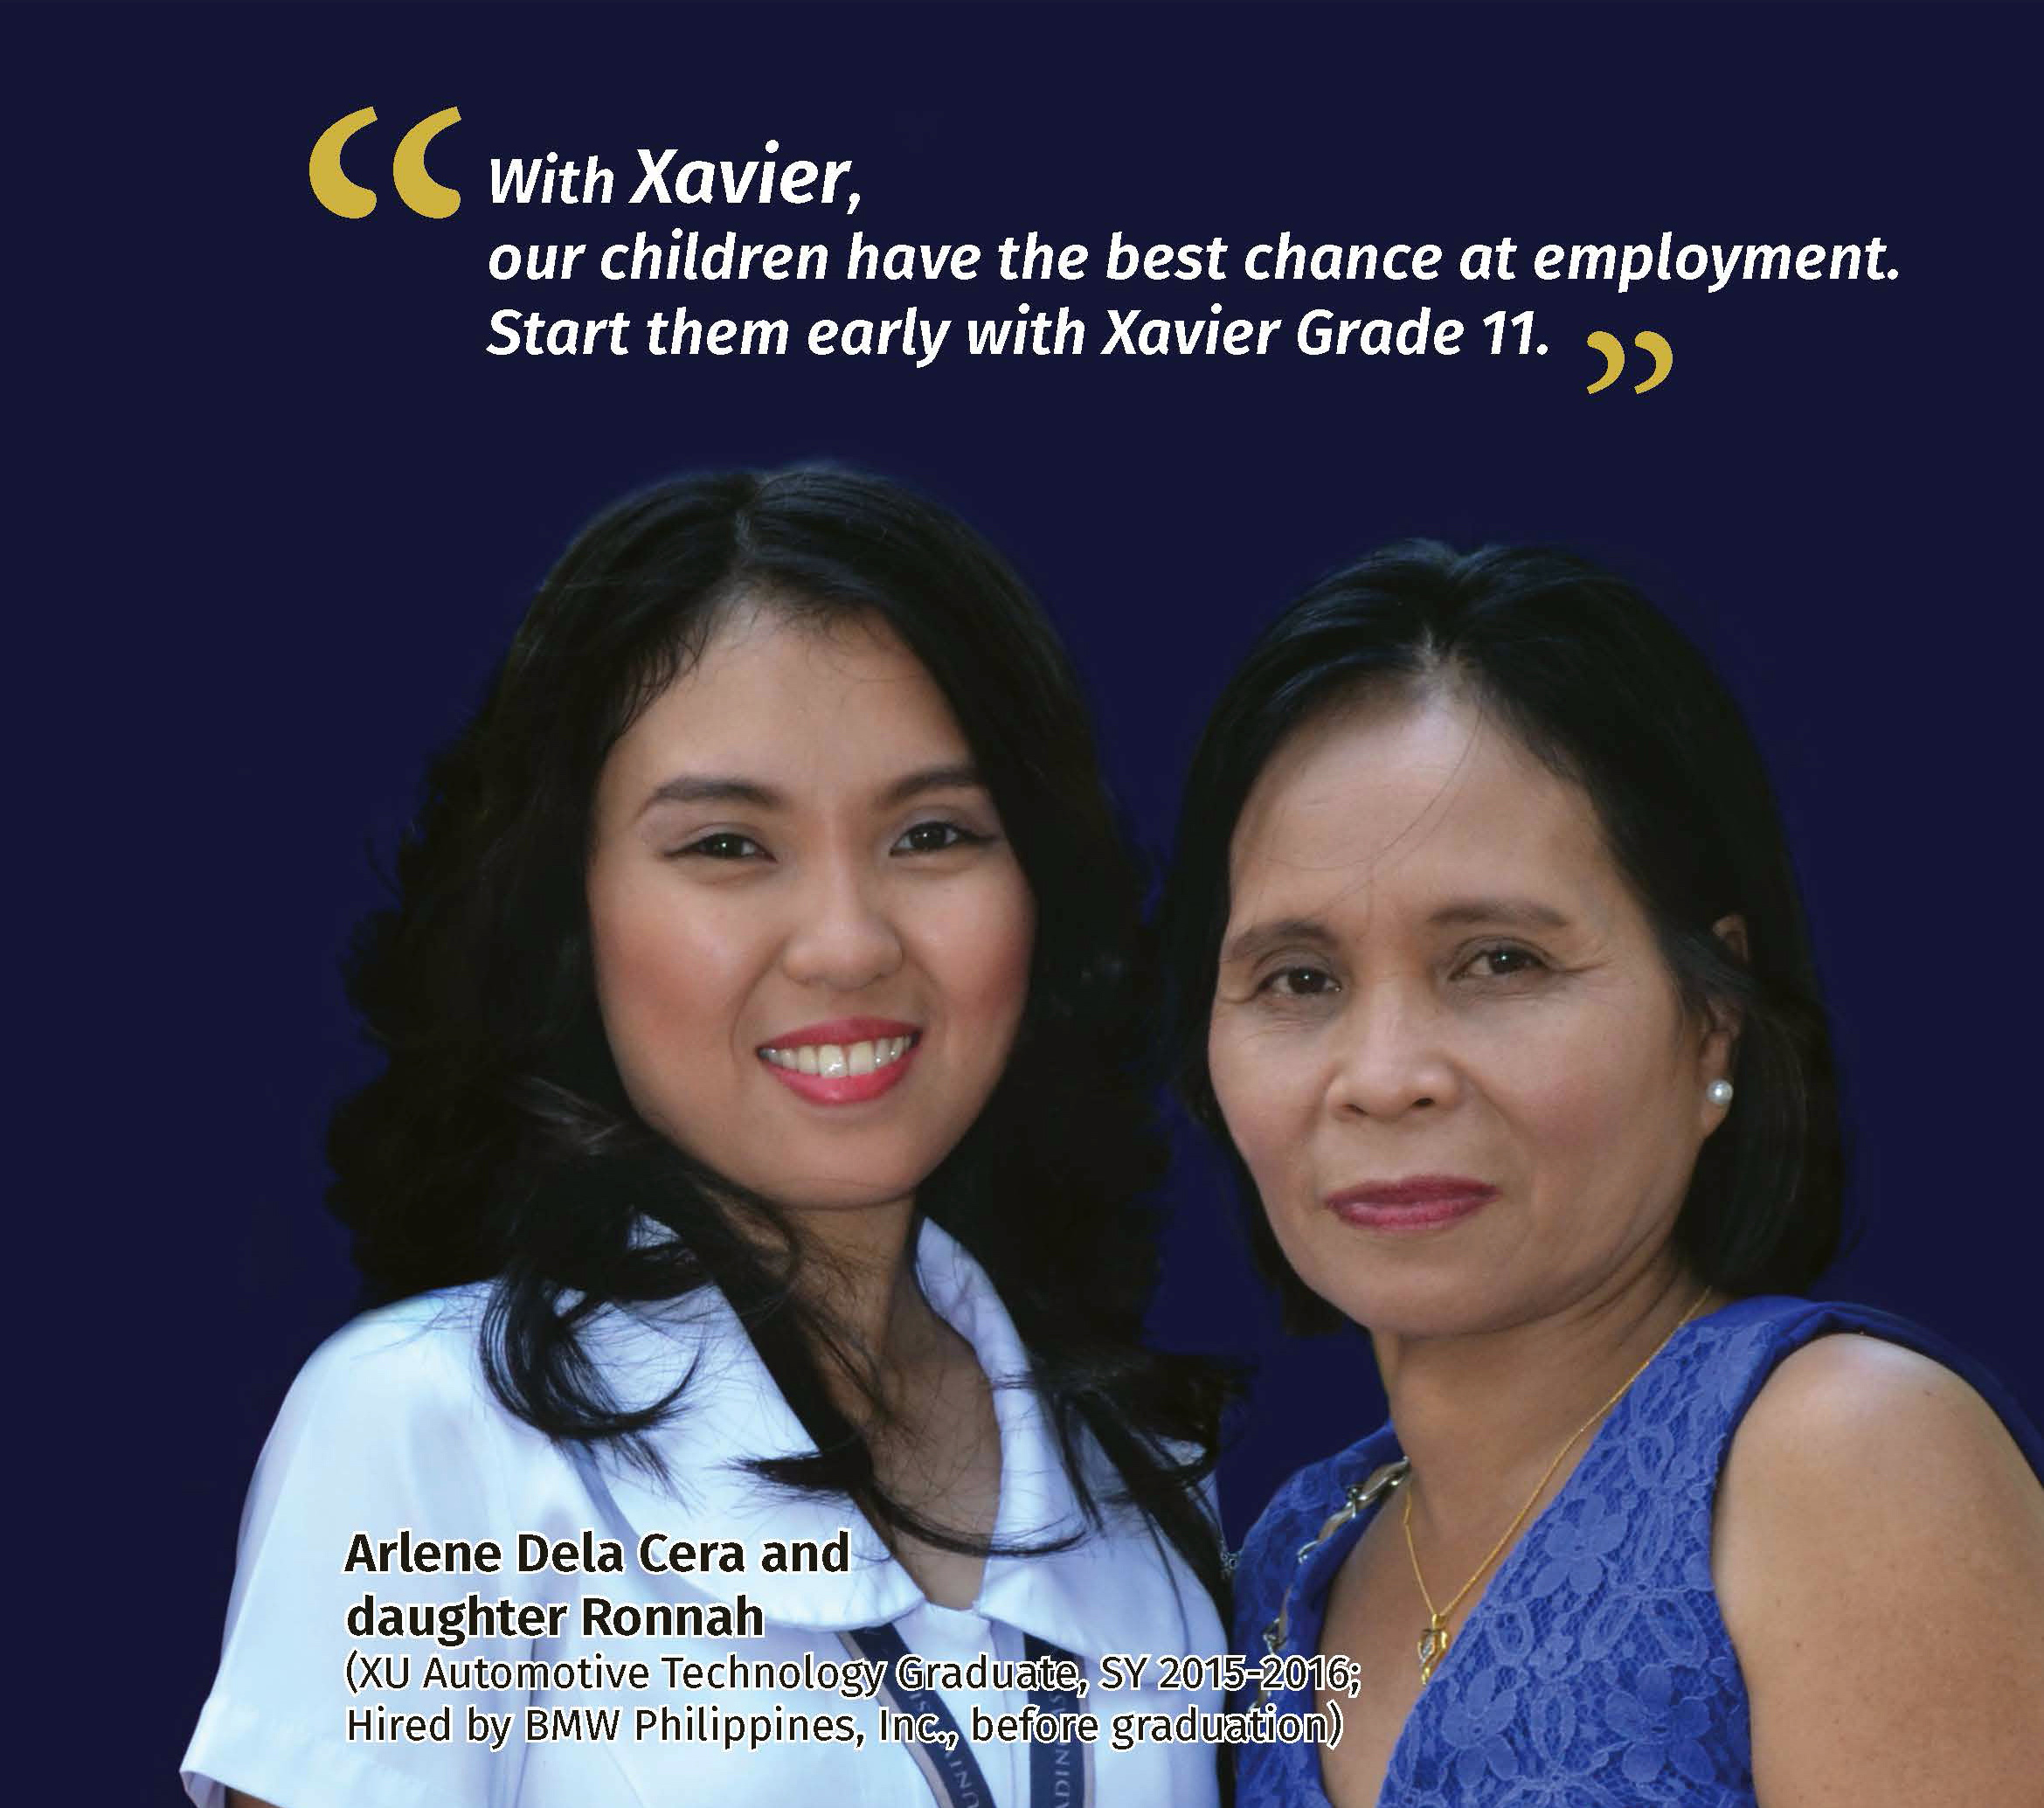 “With Xavier,
our children have the best chance at employment.
Start them early with Xavier Grade 11.”
Arlene Dela Cera and
daughter Ronnah
(XU Automotive Technology Graduate, SY 2015-2016;
Hired by BMW Philippines, Inc., before graduation)